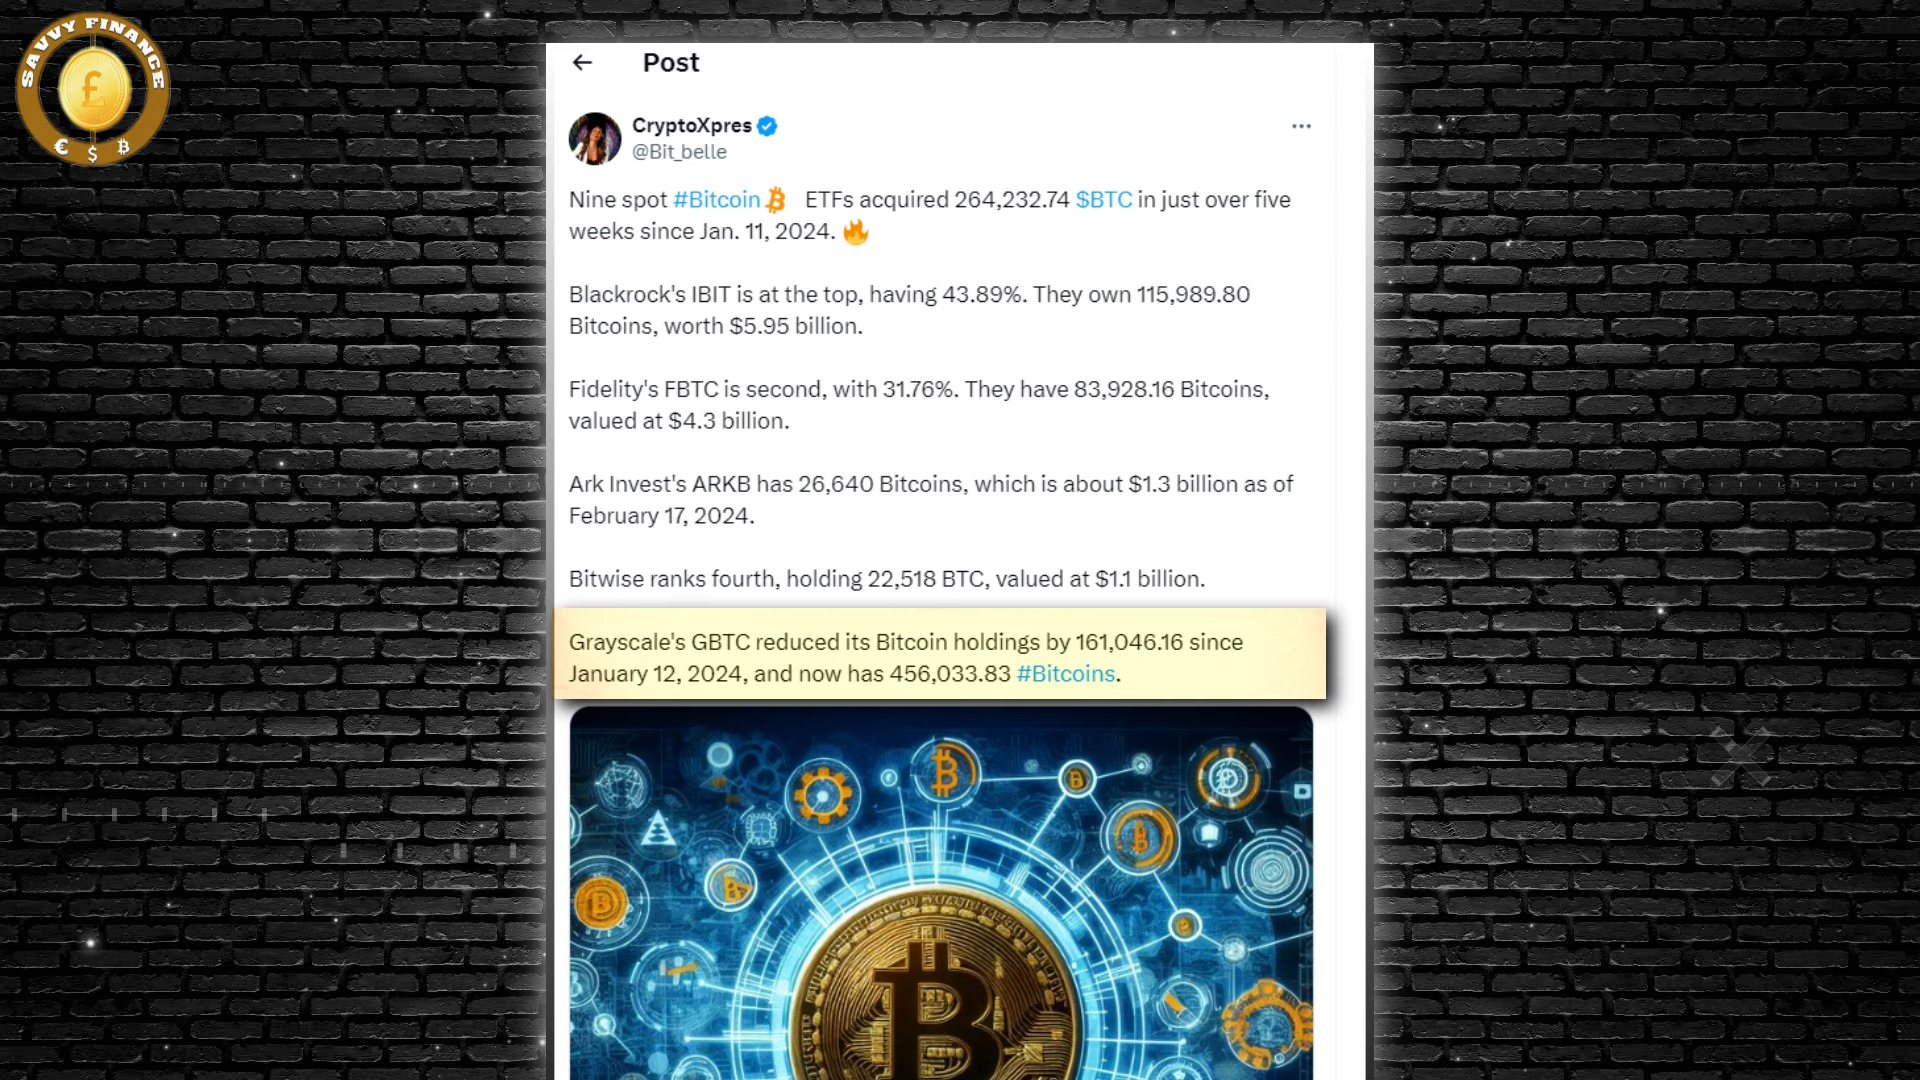 SAVVY FINANCE
£
€ $ ₿
← Post
CryptoXpres
@Bit_belle
Nine spot #Bitcoin ETFs acquired 264,232.74 $BTC in just over five
weeks since Jan. 11, 2024. 🔥
Blackrock's IBIT is at the top, having 43.89%. They own 115,989.80
Bitcoins, worth $5.95 billion.
Fidelity's FBTC is second, with 31.76%. They have 83,928.16 Bitcoins,
valued at $4.3 billion.
Ark Invest's ARKB has 26,640 Bitcoins, which is about $1.3 billion as of
February 17, 2024.
Bitwise ranks fourth, holding 22,518 BTC, valued at $1.1 billion.
Grayscale's GBTC reduced its Bitcoin holdings by 161,046.16 since
January 12, 2024, and now has 456,033.83 #Bitcoins.